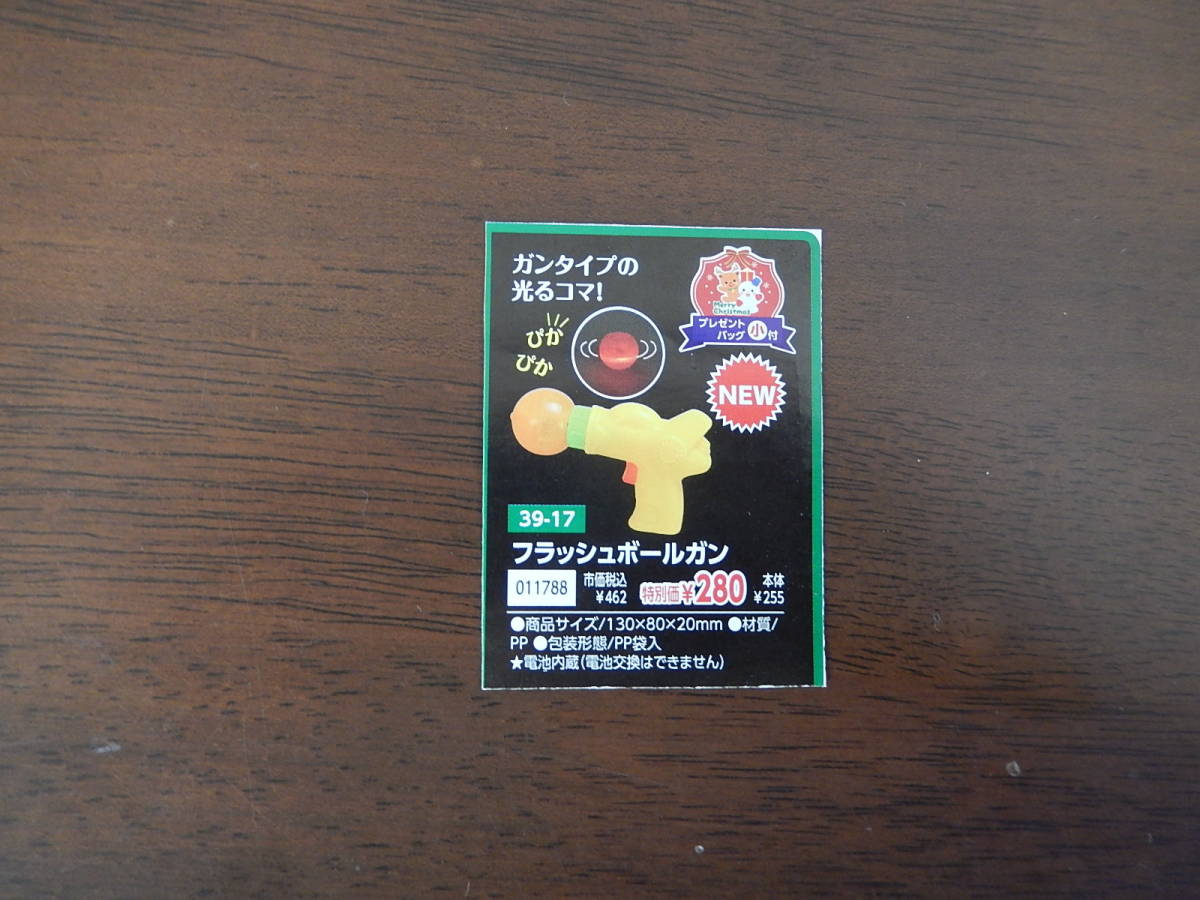 ガンタイプの
光るコマ!
ぴか
ぴか
Merry
Christmas
プレゼント
バッグ小付
NEW
39-17
フラッシュボールガン
011788 市価税込 ¥462 特別価¥280 本体 ¥255
●商品サイズ/130×80×20mm ●材質/
PP ●包装形態/PP袋入
★電池内蔵(電池交換はできません)